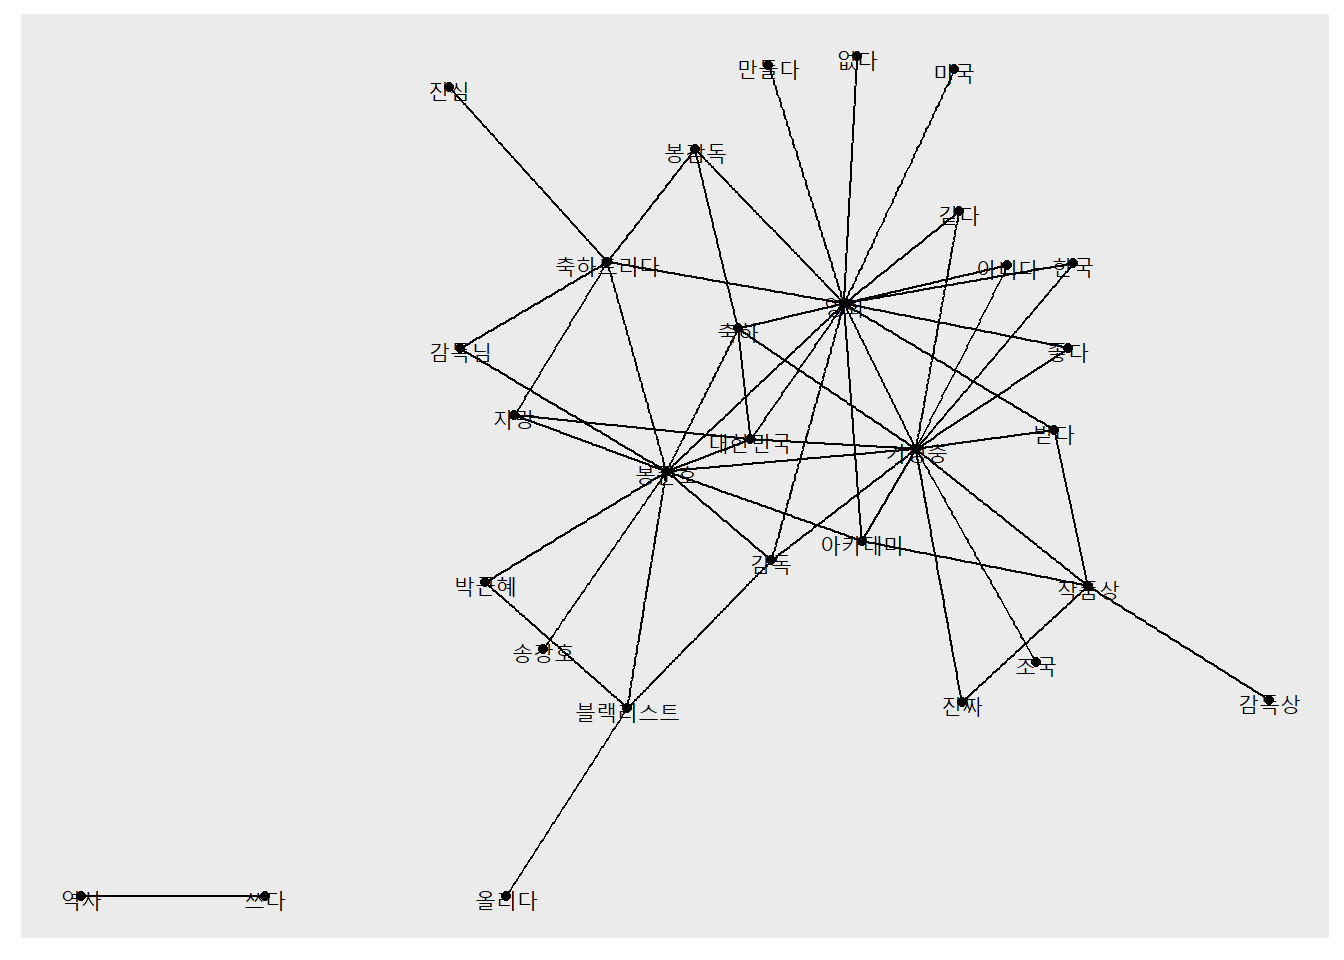 없다
만들다
미국
진심
봉감독
같다
축하드리다
아니다
한국
영화
축하
감독님
좋다
자랑
받다
대한민국
기생충
봉준호
아카데미
감독
박근혜
작품상
송강호
조국
감독상
진짜
블랙리스트
역사
쓰다
올리다